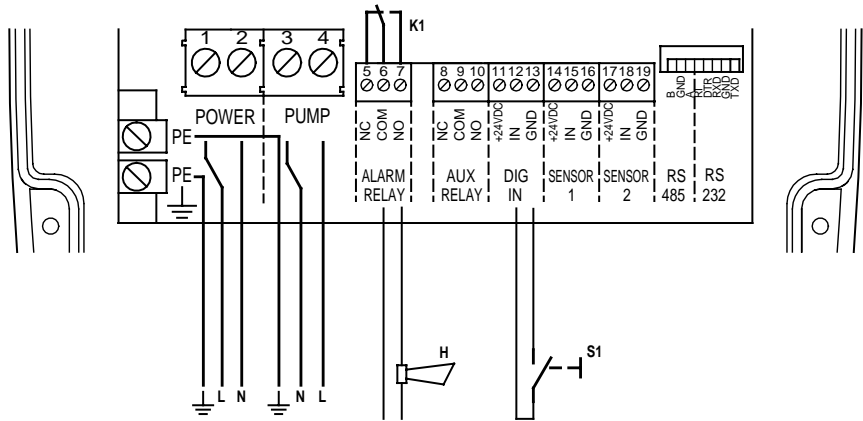 K1
1 2 3 4
5 6 7 8 9 10 11 12 13 14 15 16 17 18 19
POWER PUMP
NC COM NO NC COM NO +24VDC IN GND +24VDC IN GND +24VDC IN GND B GND A RI DTR RXD GND TXD
PE
PE
ALARM RELAY
AUX RELAY
DIG IN
SENSOR 1
SENSOR 2
RS 485
RS 232
H
S1
L N N L